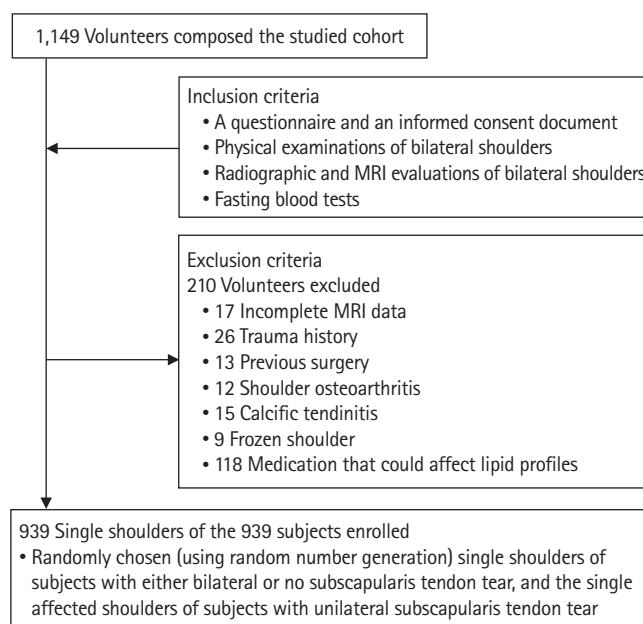 1,149 Volunteers composed the studied cohort
Inclusion criteria
• A questionnaire and an informed consent document
• Physical examinations of bilateral shoulders
• Radiographic and MRI evaluations of bilateral shoulders
• Fasting blood tests
Exclusion criteria
210 Volunteers excluded
• 17 Incomplete MRI data
• 26 Trauma history
• 13 Previous surgery
• 12 Shoulder osteoarthritis
• 15 Calcific tendinitis
• 9 Frozen shoulder
• 118 Medication that could affect lipid profiles
939 Single shoulders of the 939 subjects enrolled
• Randomly chosen (using random number generation) single shoulders of
subjects with either bilateral or no subscapularis tendon tear, and the single
affected shoulders of subjects with unilateral subscapularis tendon tear